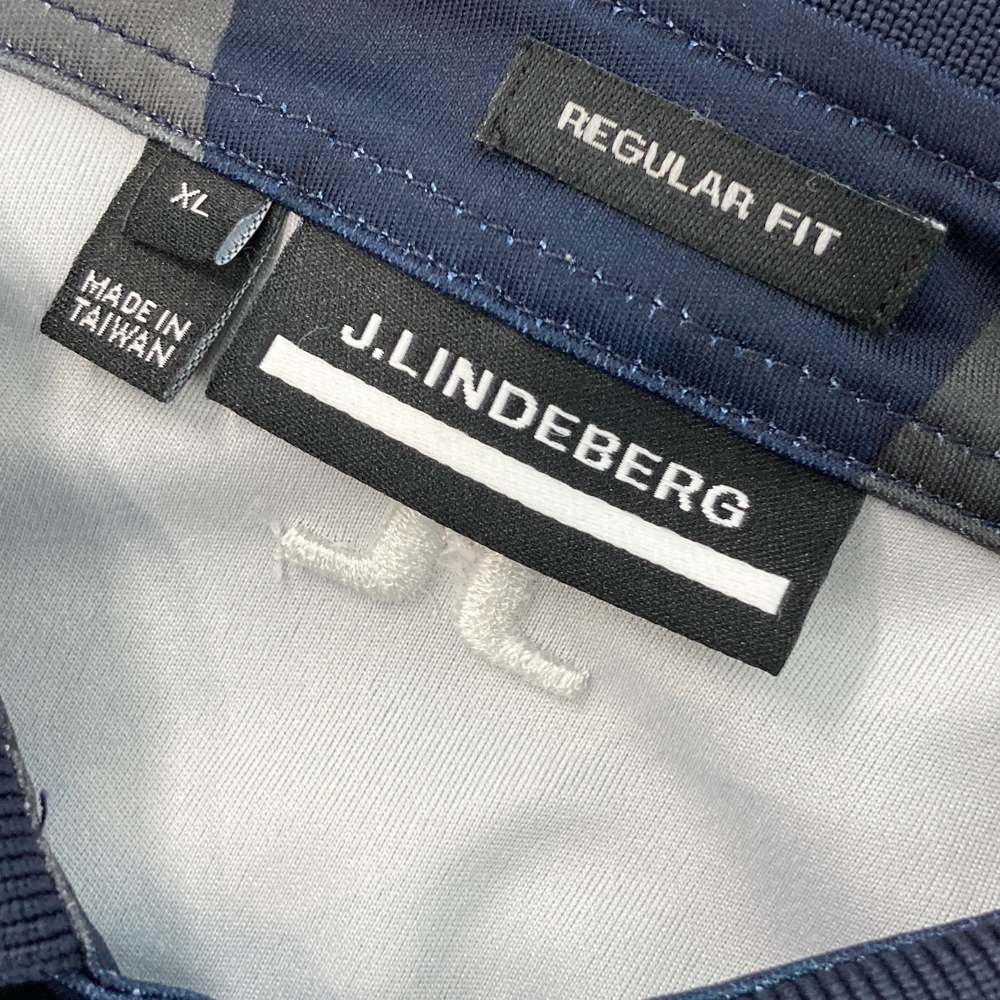 REGULAR FIT
XL
MADE IN
TAIWAN
J.LINDEBERG